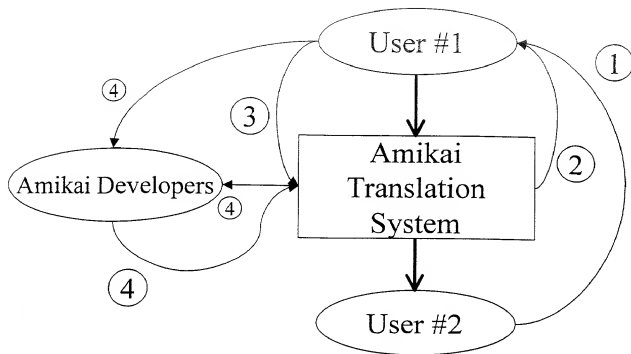 User #1
1
4
3
2
Amikai
Translation
System
Amikai Developers
4
4
User #2